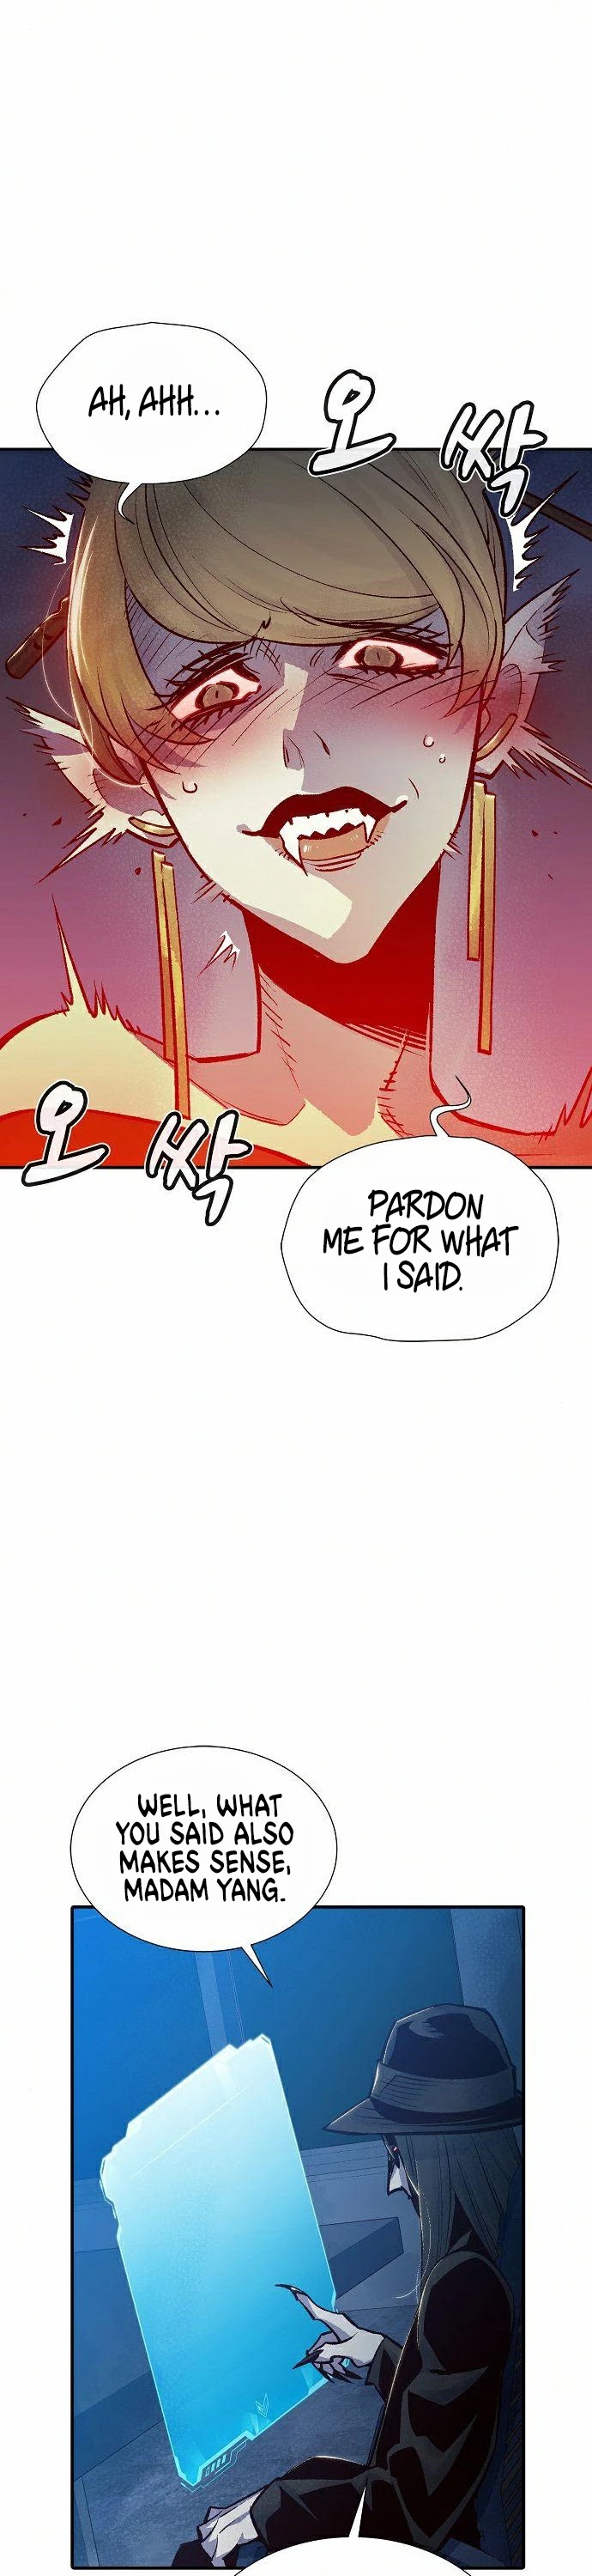 AH, AHH...
오싹
오싹
PARDON
ME FOR WHAT
I SAID.
WELL, WHAT
YOU SAID ALSO
MAKES SENSE,
MADAM YANG.